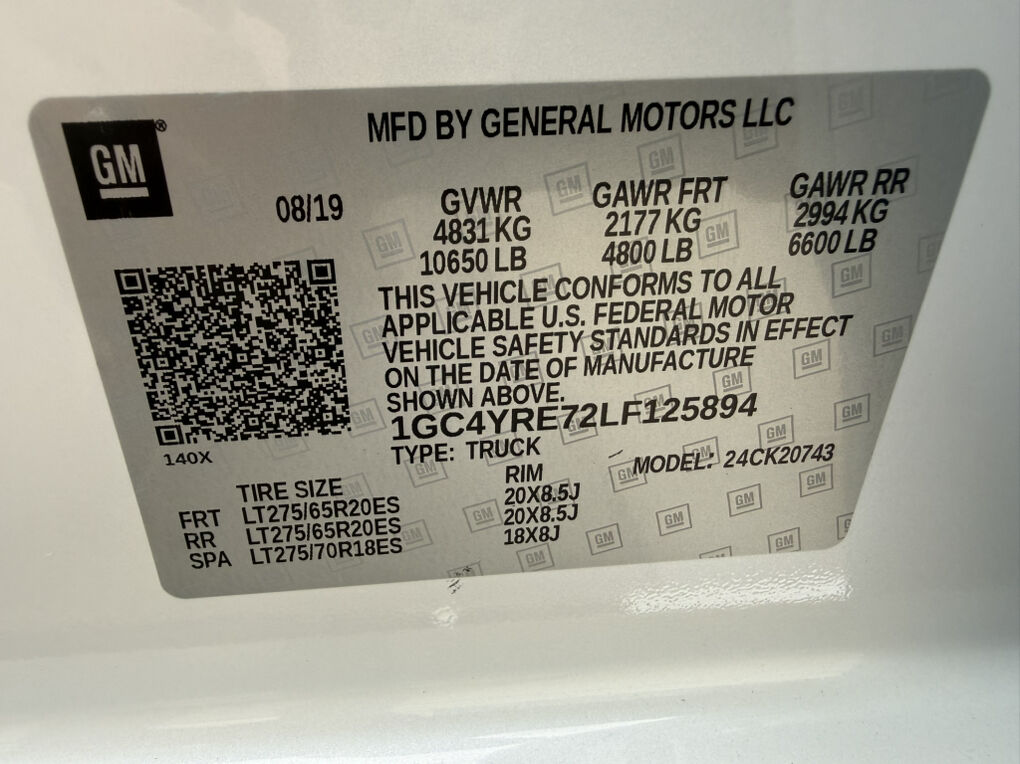 GM®
MFD BY GENERAL MOTORS LLC
08/19
GVWR
4831 KG
10650 LB
GAWR FRT
2177 KG
4800 LB
GAWR RR
2994 KG
6600 LB
THIS VEHICLE CONFORMS TO ALL
APPLICABLE U.S. FEDERAL MOTOR
VEHICLE SAFETY STANDARDS IN EFFECT
ON THE DATE OF MANUFACTURE
SHOWN ABOVE.
1GC4YRE72LF125894
140X
TYPE: TRUCK
MODEL: 24CK20743
TIRE SIZE RIM
FRT LT275/65R20ES 20X8.5J
RR LT275/65R20ES 20X8.5J
SPA LT275/70R18ES 18X8J